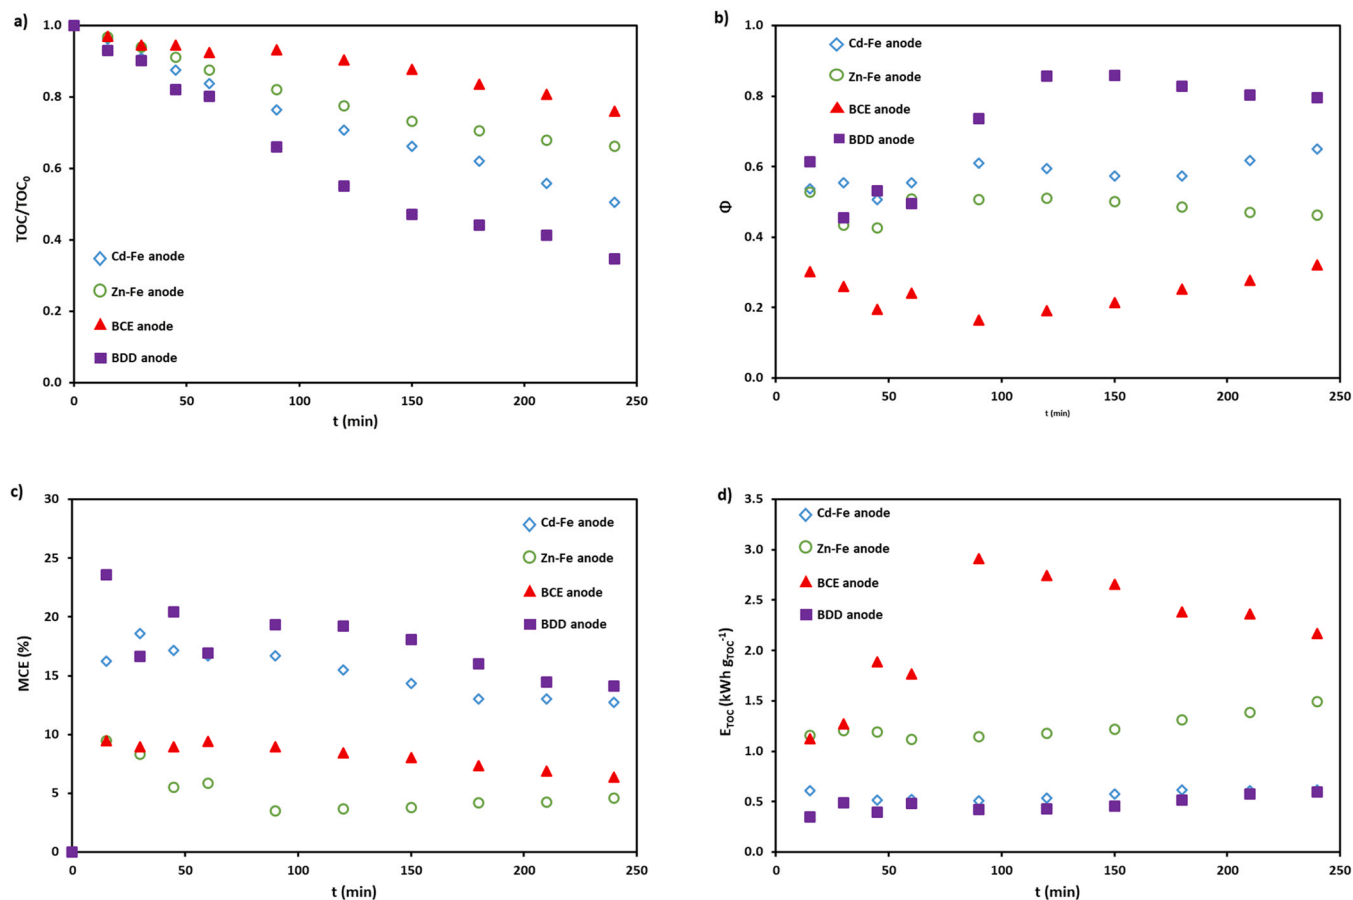 a)
1.0
0.8
0.6
0.4
0.2
0.0
TOC/TOC₀
Cd-Fe anode
Zn-Fe anode
BCE anode
BDD anode
0 50 100 150 200 250
t (min)
b)
1.0
0.8
0.6
0.4
0.2
0
Φ
Cd-Fe anode
Zn-Fe anode
BCE anode
BDD anode
0 50 100 150 200 250
t (min)
c)
30
25
20
15
10
5
0
MCE (%)
Cd-Fe anode
Zn-Fe anode
BCE anode
BDD anode
0 50 100 150 200 250
t (min)
d)
3.5
3.0
2.5
2.0
1.5
1.0
0.5
0.0
E_TOC (kWh g_TOC⁻¹)
Cd-Fe anode
Zn-Fe anode
BCE anode
BDD anode
0 50 100 150 200 250
t (min)